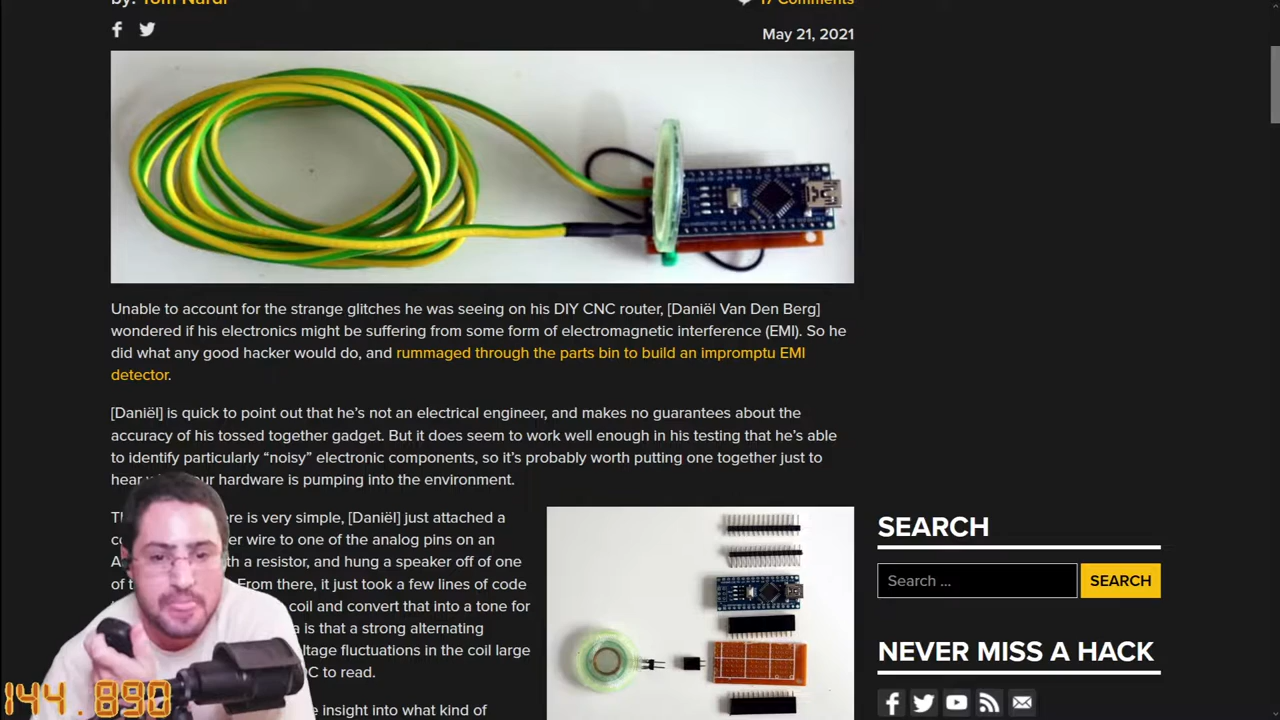 by: Tom Nardi
17 Comments
May 21, 2021
Unable to account for the strange glitches he was seeing on his DIY CNC router, [Daniël Van Den Berg]
wondered if his electronics might be suffering from some form of electromagnetic interference (EMI). So he
did what any good hacker would do, and rummaged through the parts bin to build an impromptu EMI
detector.
[Daniël] is quick to point out that he's not an electrical engineer, and makes no guarantees about the
accuracy of his tossed together gadget. But it does seem to work well enough in his testing that he's able
to identify particularly “noisy” electronic components, so it's probably worth putting one together just to
hear ur hardware is pumping into the environment.
re is very simple, [Daniël] just attached a
er wire to one of the analog pins on an
th a resistor, and hung a speaker off of one
of t From there, it just took a few lines of code
coil and convert that into a tone for
a is that a strong alternating
ltage fluctuations in the coil large
C to read.
e insight into what kind of
SEARCH
Search ...
SEARCH
NEVER MISS A HACK
144.890